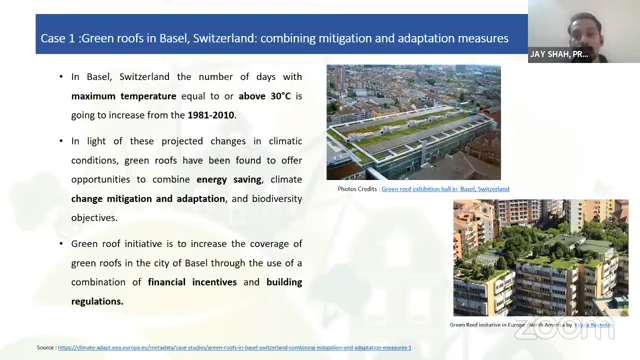 Case 1 :Green roofs in Basel, Switzerland: combining mitigation and adaptation measures
JAY SHAH, PR...
• In Basel, Switzerland the number of days with
maximum temperature equal to or above 30°C is
going to increase from the 1981-2010.
• In light of these projected changes in climatic
conditions, green roofs have been found to offer
opportunities to combine energy saving, climate
change mitigation and adaptation, and biodiversity
objectives.
• Green roof initiative is to increase the coverage of
green roofs in the city of Basel through the use of a
combination of financial incentives and building
regulations.
Photos Credits : Green roof exhibition hall in Basel, Switzerland
Green Roof imitative in Europe /North America by
zoom
Source : https://climate-adapt.eea.europa.eu/metadata/case-studies/green-roofs-in-basel-switzerland-combining-mitigation-and-adaptation-measures-1